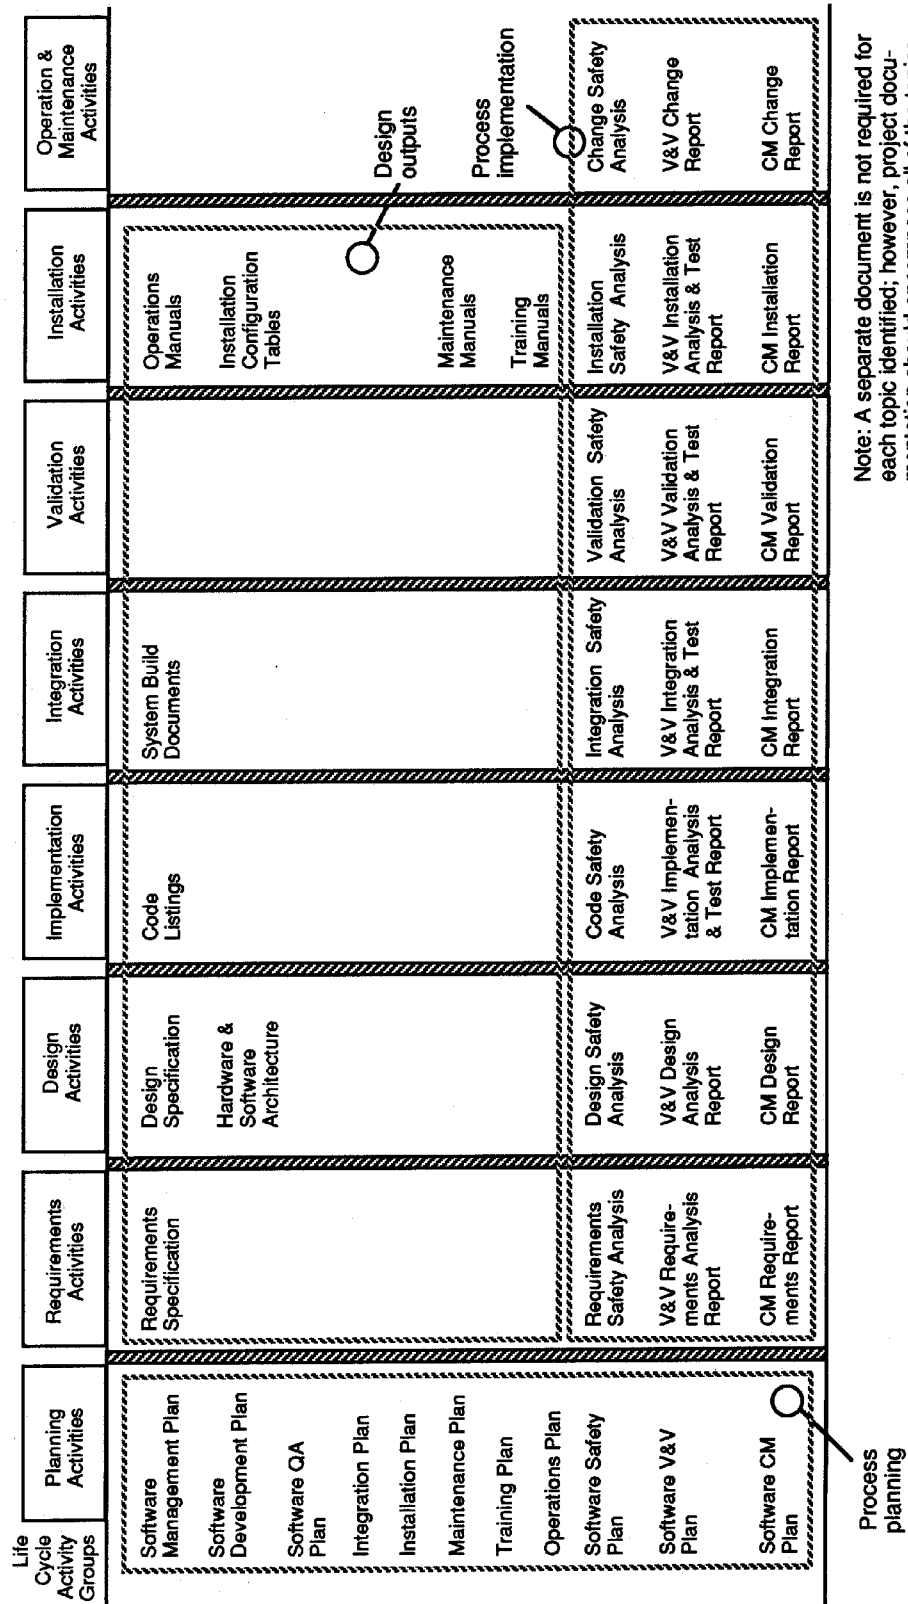 Life
Cycle
Activity
Groups
Planning
Activities
Requirements
Activities
Design
Activities
Implementation
Activities
Integration
Activities
Validation
Activities
Installation
Activities
Operation &
Maintenance
Activities
Software
Management Plan
Software
Development Plan
Software QA
Plan
Integration Plan
Installation Plan
Maintenance Plan
Training Plan
Operations Plan
Software Safety
Plan
Software V&V
Plan
Software CM
Plan
Process
planning
Requirements
Specification
Requirements
Safety Analysis
V&V Require-
ments Analysis
Report
CM Require-
ments Report
Design
Specification
Hardware &
Software
Architecture
Design Safety
Analysis
V&V Design
Analysis
Report
CM Design
Report
Code
Listings
Code Safety
Analysis
V&V Implemen-
tation Analysis
& Test Report
CM Implemen-
tation Report
System Build
Documents
Integration Safety
Analysis
V&V Integration
Analysis & Test
Report
CM Integration
Report
Validation Safety
Analysis
V&V Validation
Analysis & Test
Report
CM Validation
Report
Operations
Manuals
Installation
Configuration
Tables
Maintenance
Manuals
Training
Manuals
Installation
Safety Analysis
V&V Installation
Analysis & Test
Report
CM Installation
Report
Design
outputs
Process
implementation
Change Safety
Analysis
V&V Change
Report
CM Change
Report
Note: A separate document is not required for
each topic identified; however, project docu-